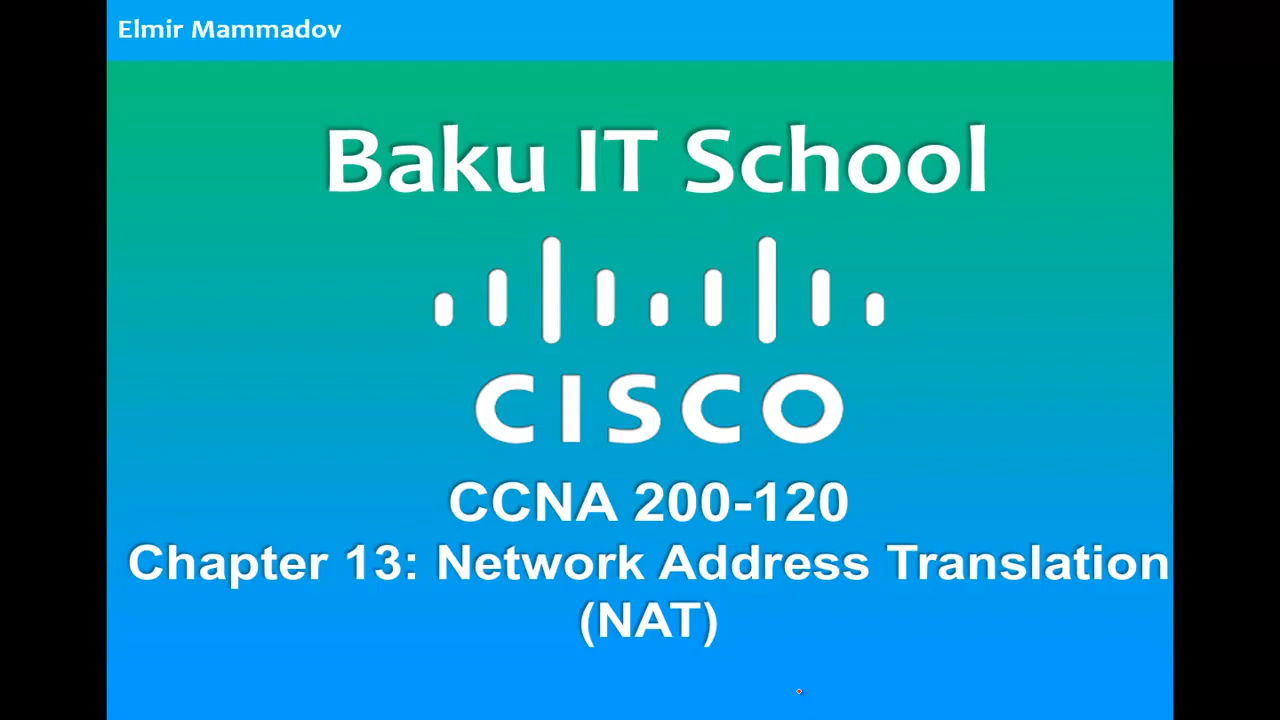 Elmir Mammadov
Baku IT School
CISCO
CCNA 200-120
Chapter 13: Network Address Translation
(NAT)